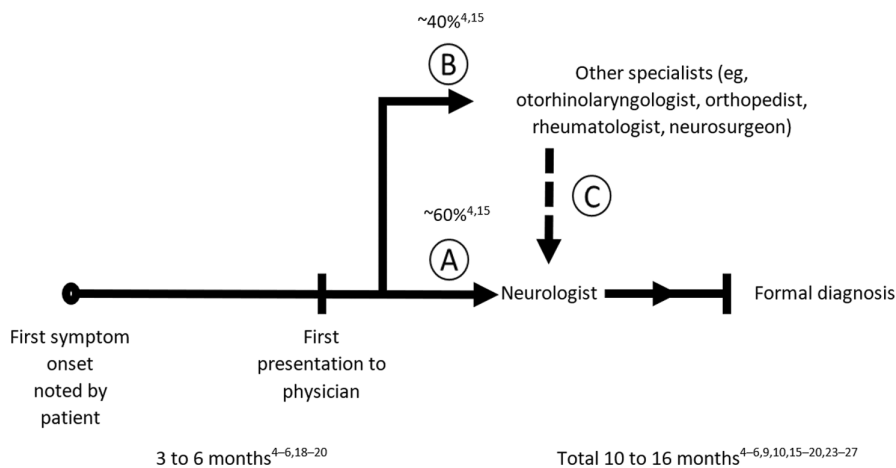 ~40%4,15
B
Other specialists (eg,
otorhinolaryngologist, orthopedist,
rheumatologist, neurosurgeon)
C
~60%4,15
A
Neurologist
Formal diagnosis
First symptom
onset
noted by
patient
First
presentation to
physician
3 to 6 months4–6,18–20
Total 10 to 16 months4–6,9,10,15–20,23–27